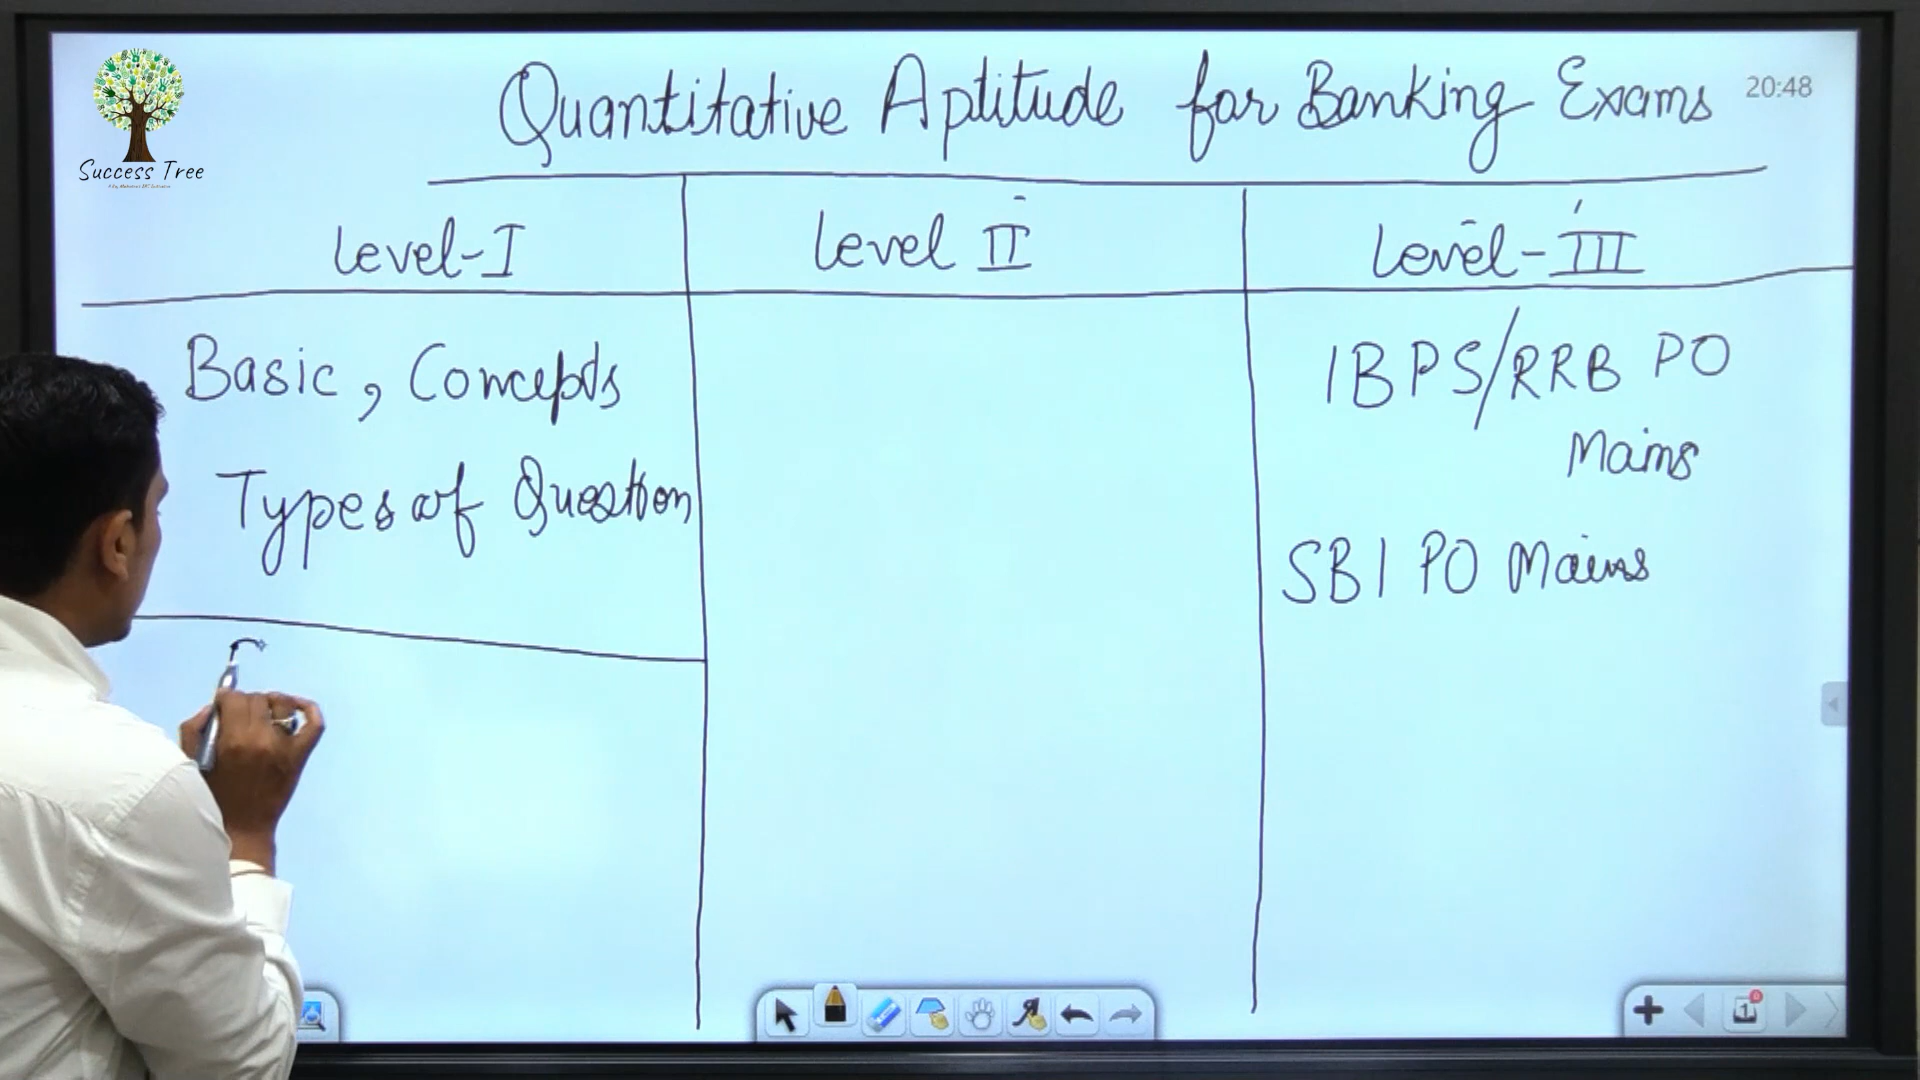 Success Tree
Quantitative Aptitude for Banking Exams
20:48
Level-I
Level II
Level-III
Basic, Concepts
Types of Question
IBPS/RRB PO
Mains
SBI PO Mains
1